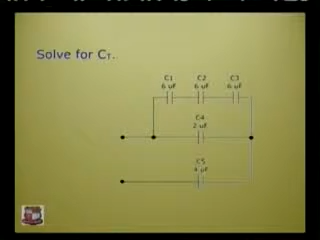 Solve for CT.
C1 C2 C3
6 uF 6 uF 6 uF
C4
2 uF
C5
4 uF